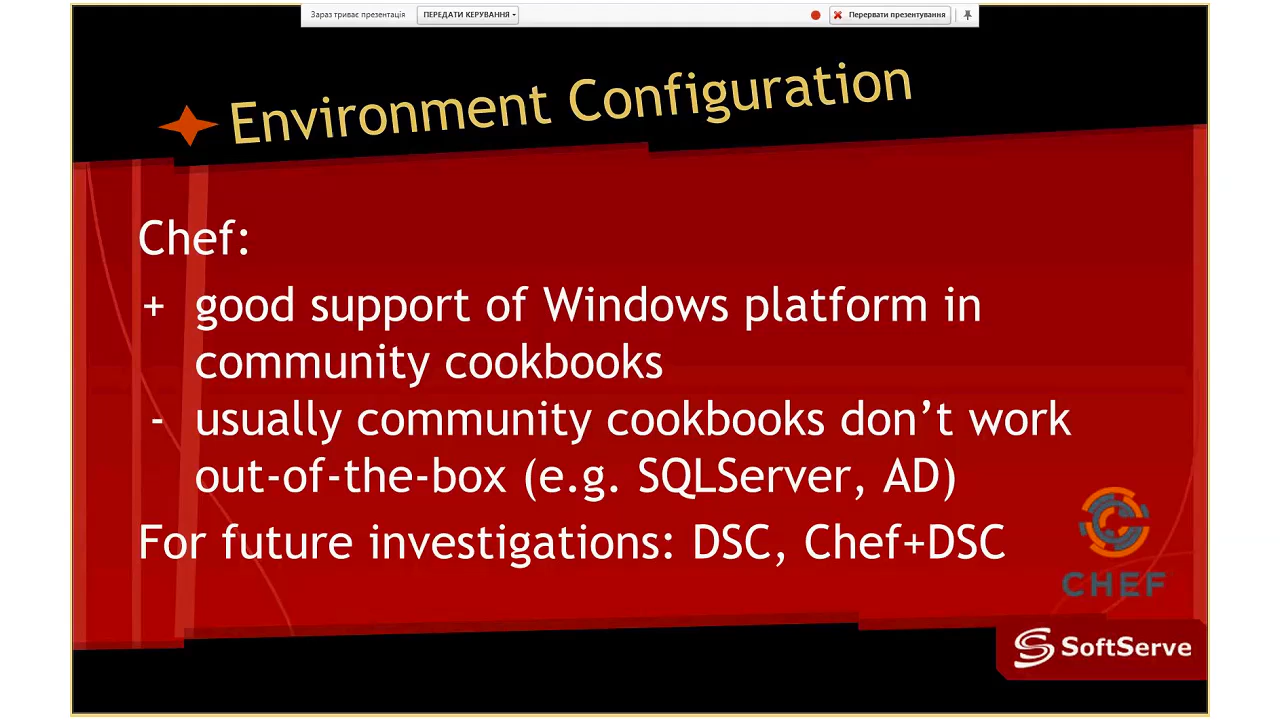 Зараз триває презентація ПЕРЕДАТИ КЕРУВАННЯ Перервати презентування
Environment Configuration
Chef:
+ good support of Windows platform in
community cookbooks
- usually community cookbooks don’t work
out-of-the-box (e.g. SQLServer, AD)
For future investigations: DSC, Chef+DSC
CHEF
SoftServe